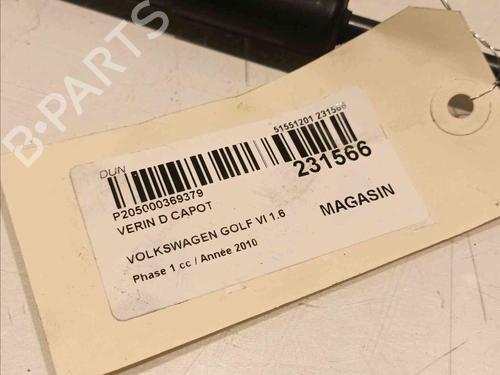 B-PARTS
DUN
51551201 231566
231566
P205000369379
VERIN D CAPOT
MAGASIN
VOLKSWAGEN GOLF VI 1.6
Phase 1 cc / Année 2010